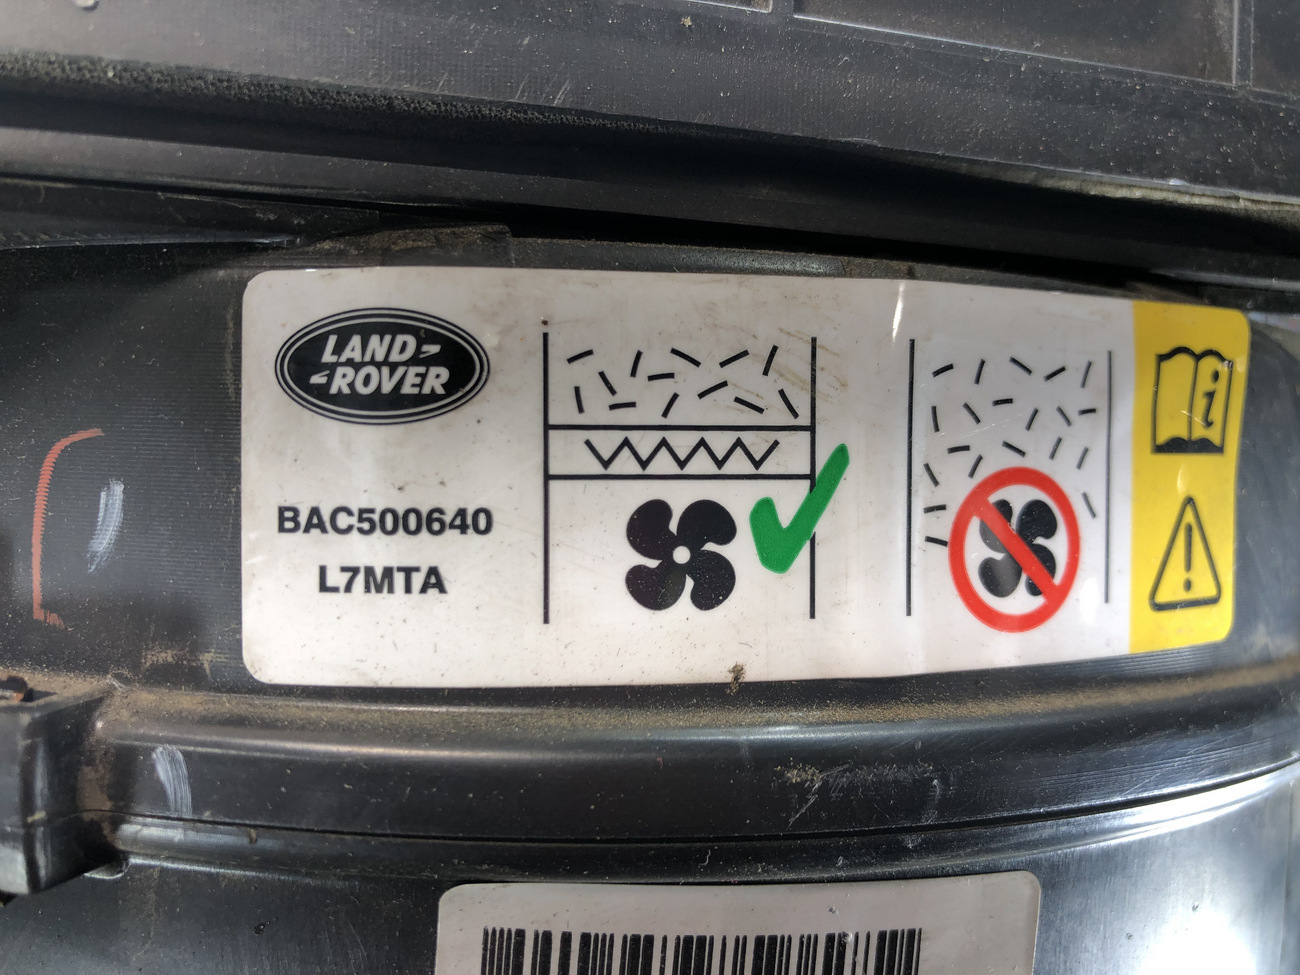 LAND-
-ROVER
BAC500640
L7MTA
i
!